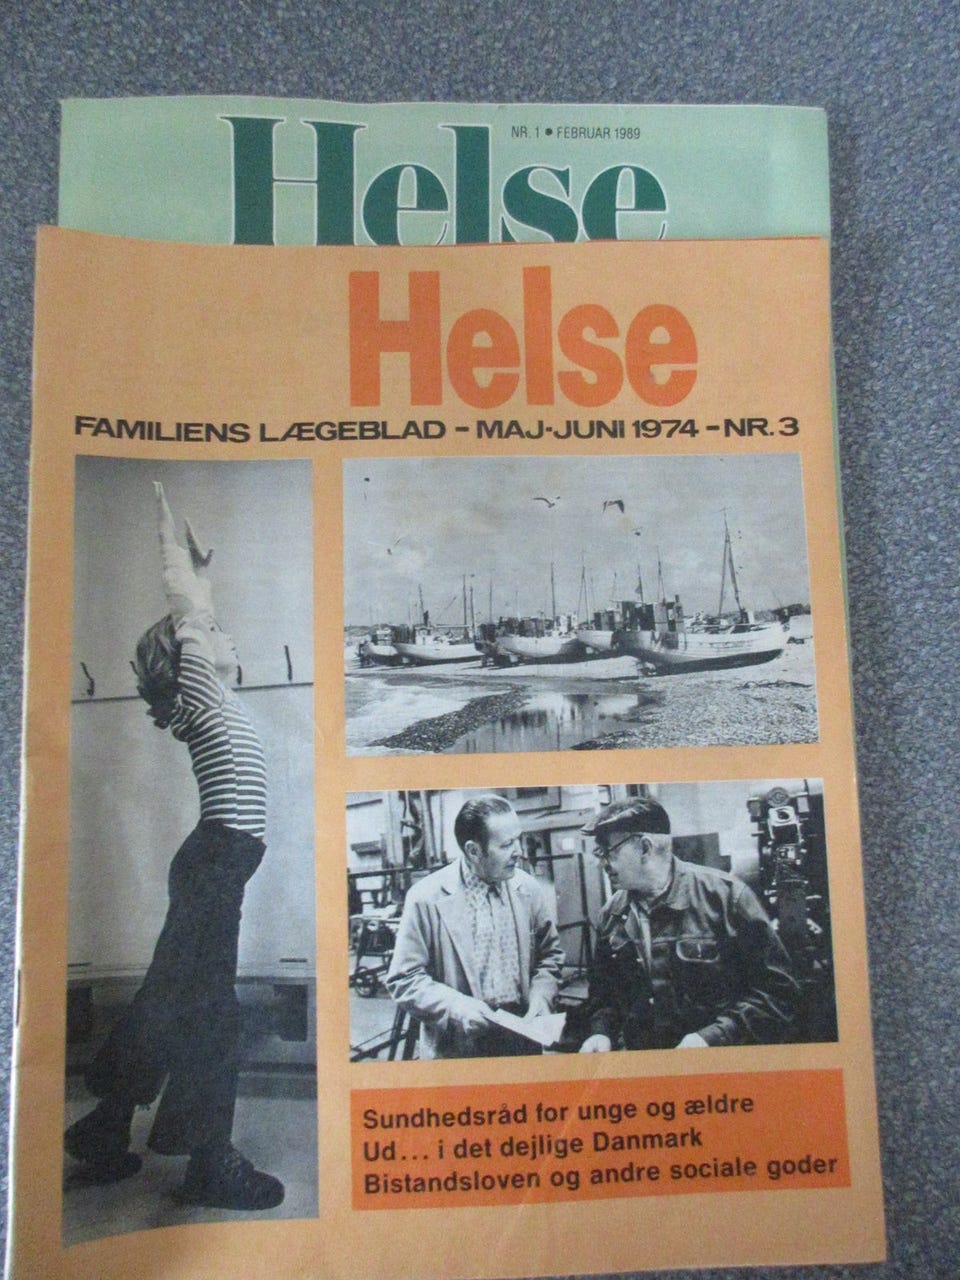 Helse
NR. 1 ● FEBRUAR 1989
Helse
FAMILIENS LÆGEBLAD – MAJ-JUNI 1974 – NR. 3
Sundhedsråd for unge og ældre
Ud... i det dejlige Danmark
Bistandsloven og andre sociale goder